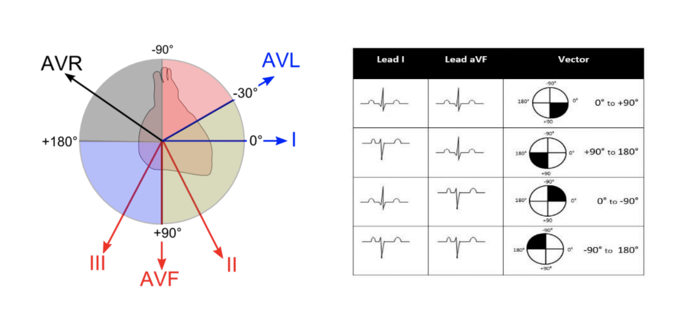 -90°
AVR
AVL
-30°
+180°
0°
I
+90°
III
II
AVF
Lead I Lead aVF Vector
180° 0° 0° to +90°
+90
-90°
180° 0° +90° to 180°
+90
-90°
180° 0° 0° to -90°
+90
-90°
180° 0° -90° to 180°
+90°